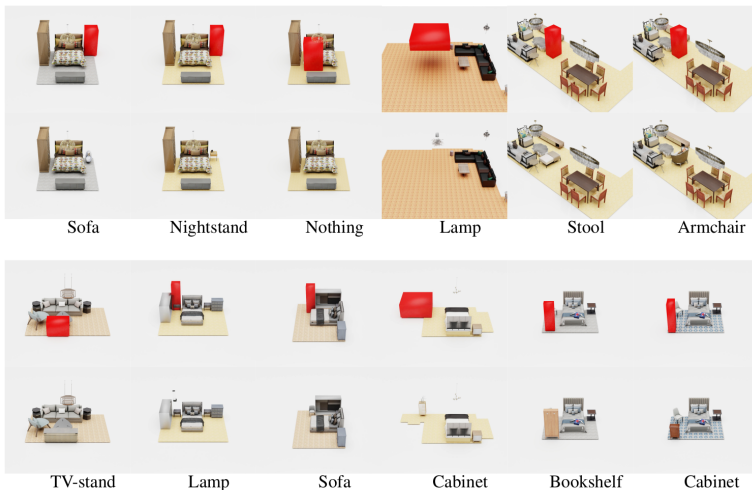 Sofa Nightstand Nothing Lamp Stool Armchair
TV-stand Lamp Sofa Cabinet Bookshelf Cabinet